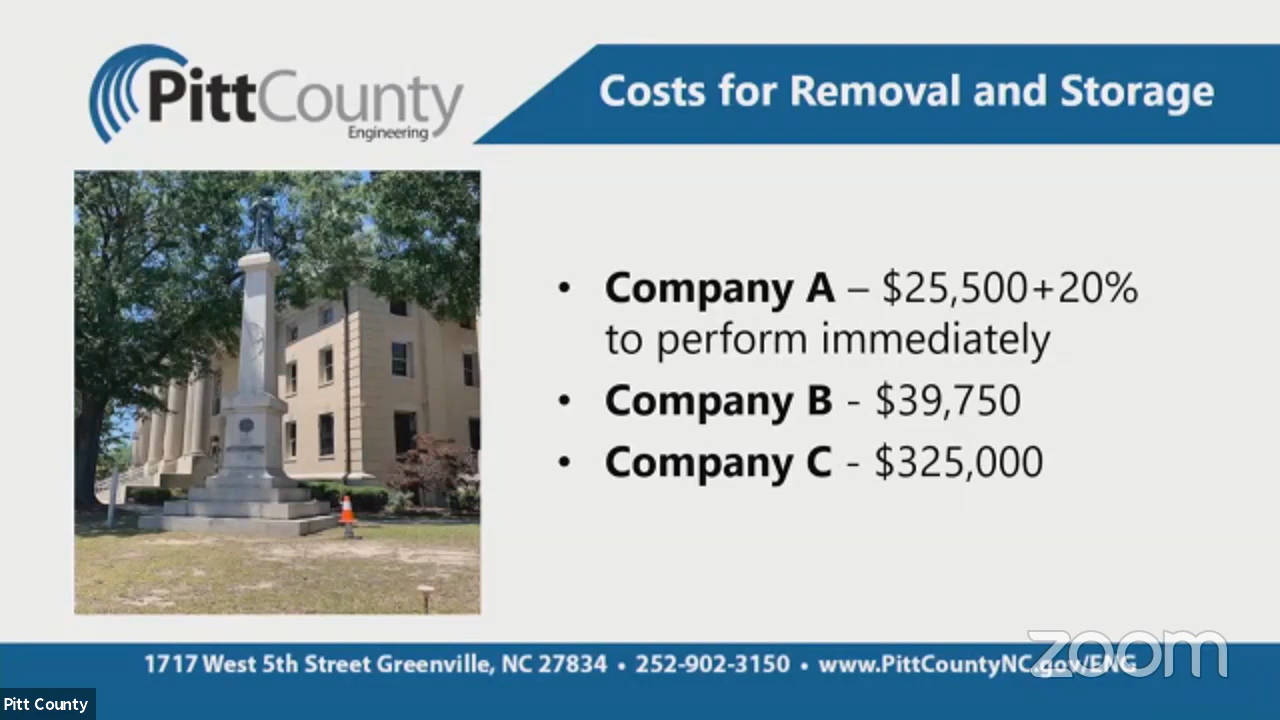 PittCounty
Engineering
Costs for Removal and Storage
• Company A – $25,500+20%
to perform immediately
• Company B - $39,750
• Company C - $325,000
1717 West 5th Street Greenville, NC 27834 • 252-902-3150 • www.PittCountyNC.gov/ENG
zoom
Pitt County